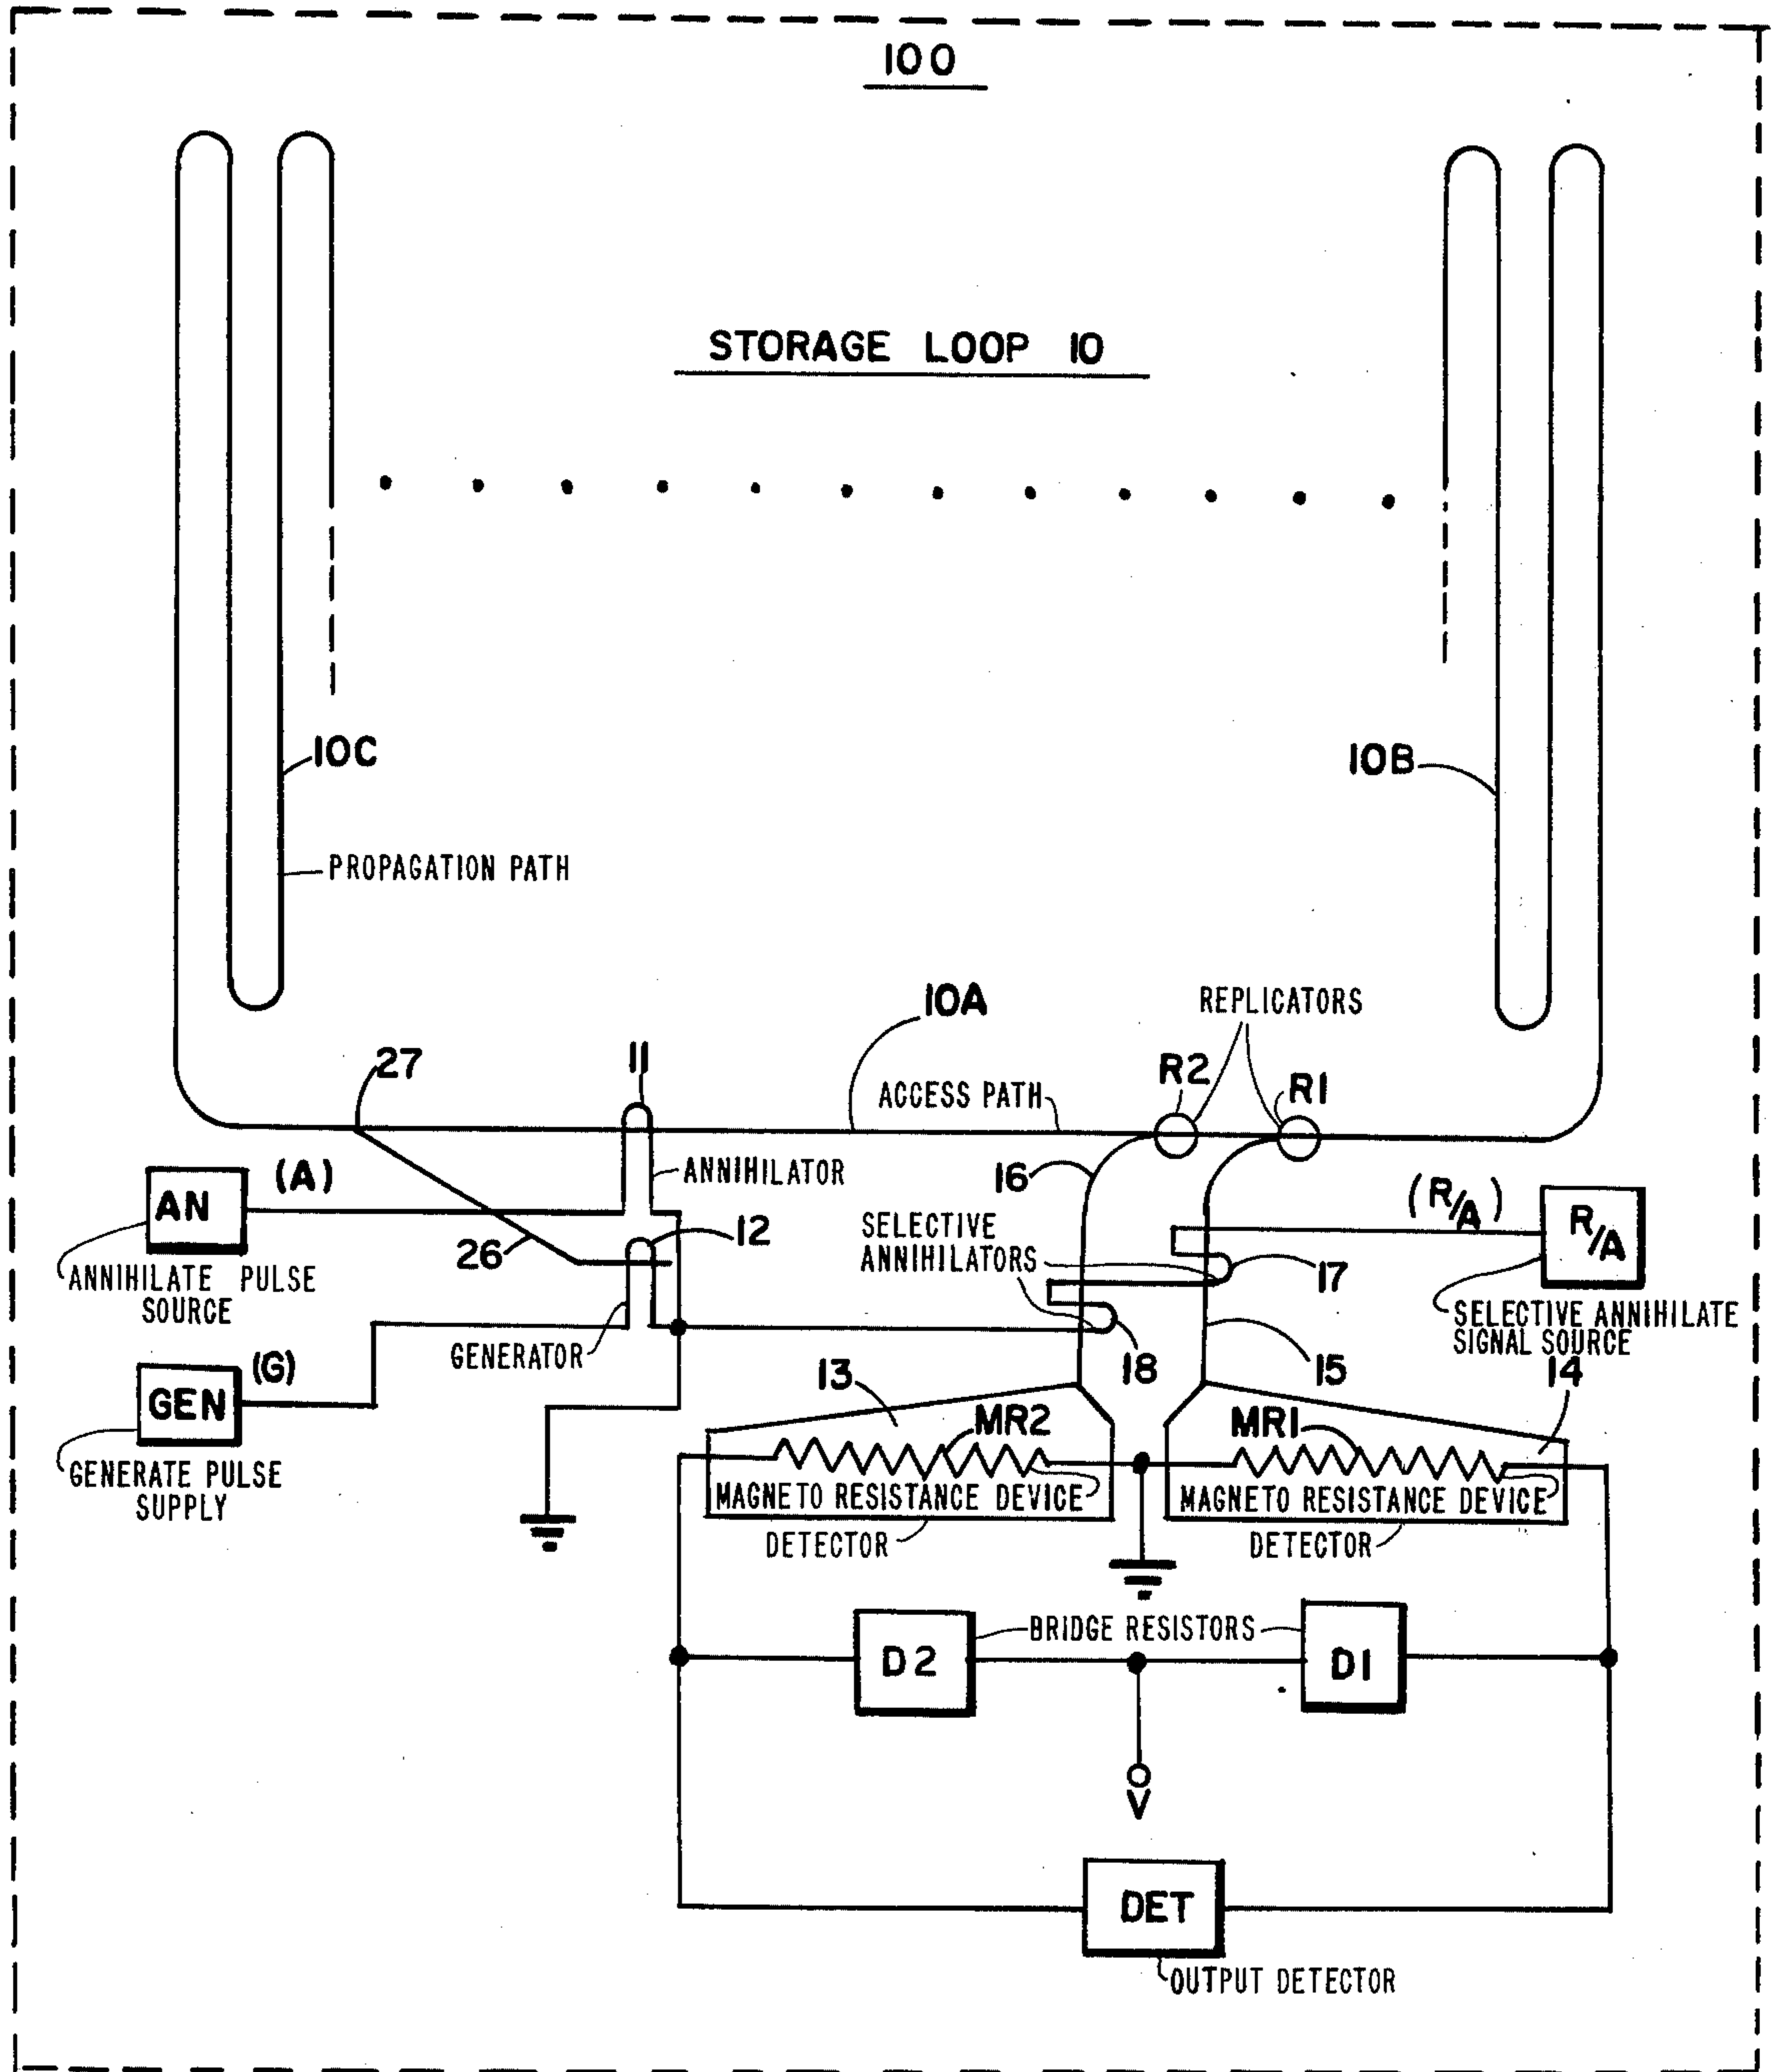 100
STORAGE LOOP 10
10C
10B
PROPAGATION PATH
10A
REPLICATORS
27
11
ACCESS PATH
R2
R1
ANNIHILATOR
16
(A)
AN
(R/A)
R/A
12
SELECTIVE
ANNIHILATORS
26
17
ANNIHILATE PULSE
SOURCE
SELECTIVE ANNIHILATE
SIGNAL SOURCE
GENERATOR
18
15
14
13
(G)
GEN
MR2
MR1
GENERATE PULSE
SUPPLY
MAGNETO RESISTANCE DEVICE
MAGNETO RESISTANCE DEVICE
DETECTOR
DETECTOR
BRIDGE RESISTORS
D2
D1
V
DET
OUTPUT DETECTOR